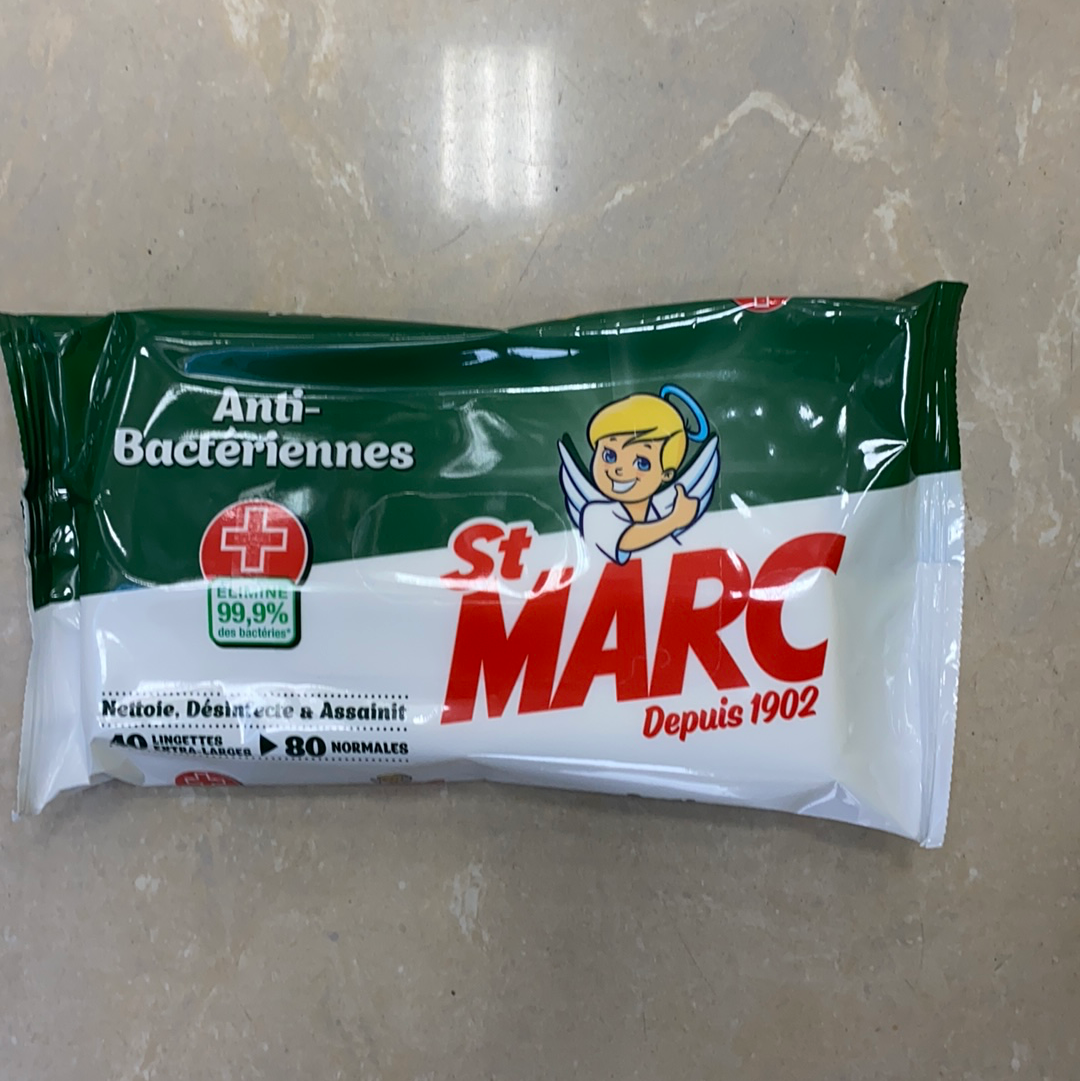 Anti-
Bactériennes
ÉLIMINE
99,9%
des bactéries*
St
MARC
Depuis 1902
Nettoie, Désinfecte & Assainit
40 LINGETTES
EXTRA-LARGES
80 NORMALES